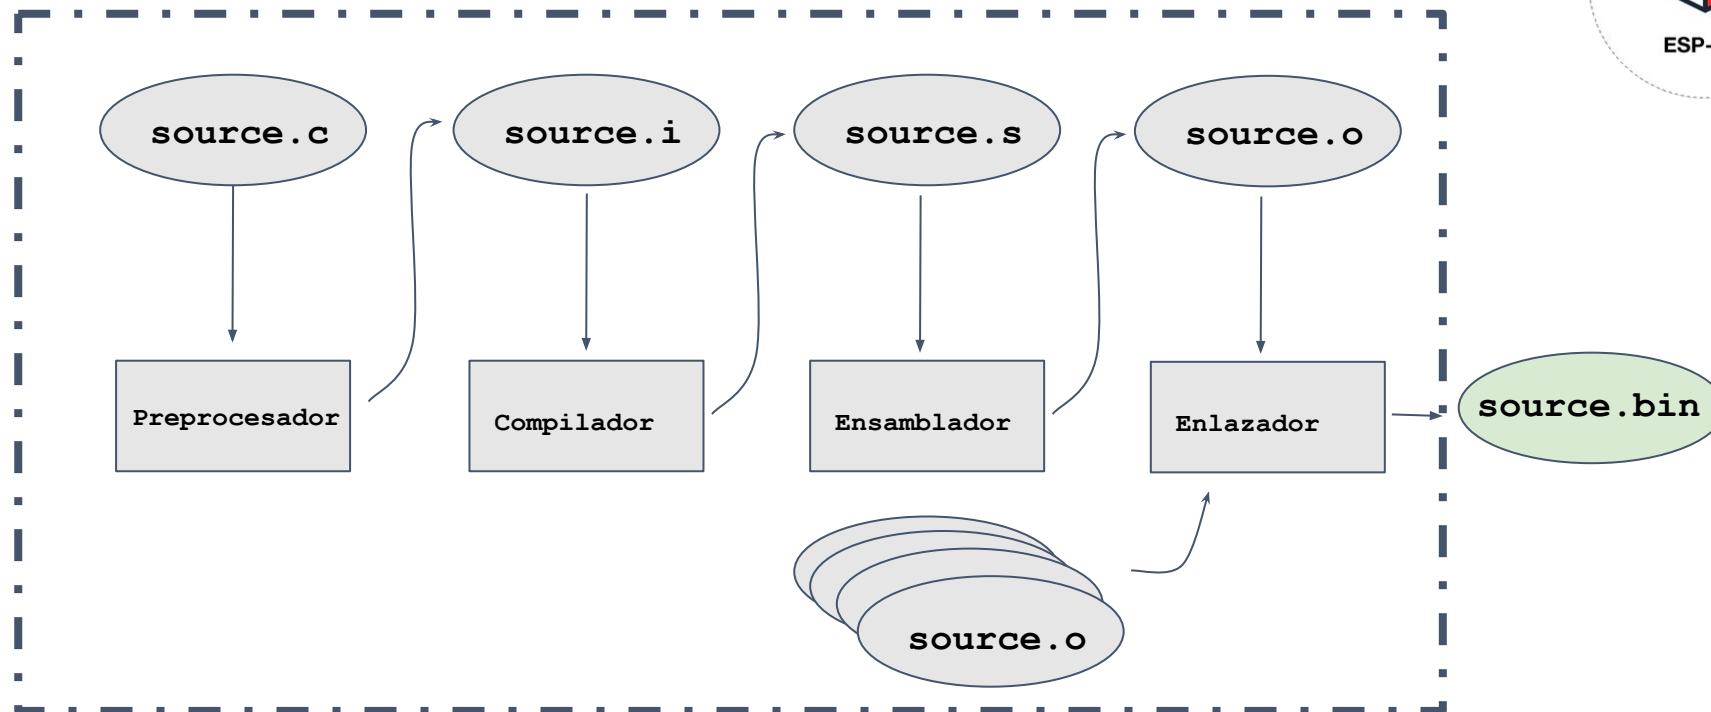 ESP-
source.c
source.i
source.s
source.o
Preprocesador
Compilador
Ensamblador
Enlazador
source.bin
source.o